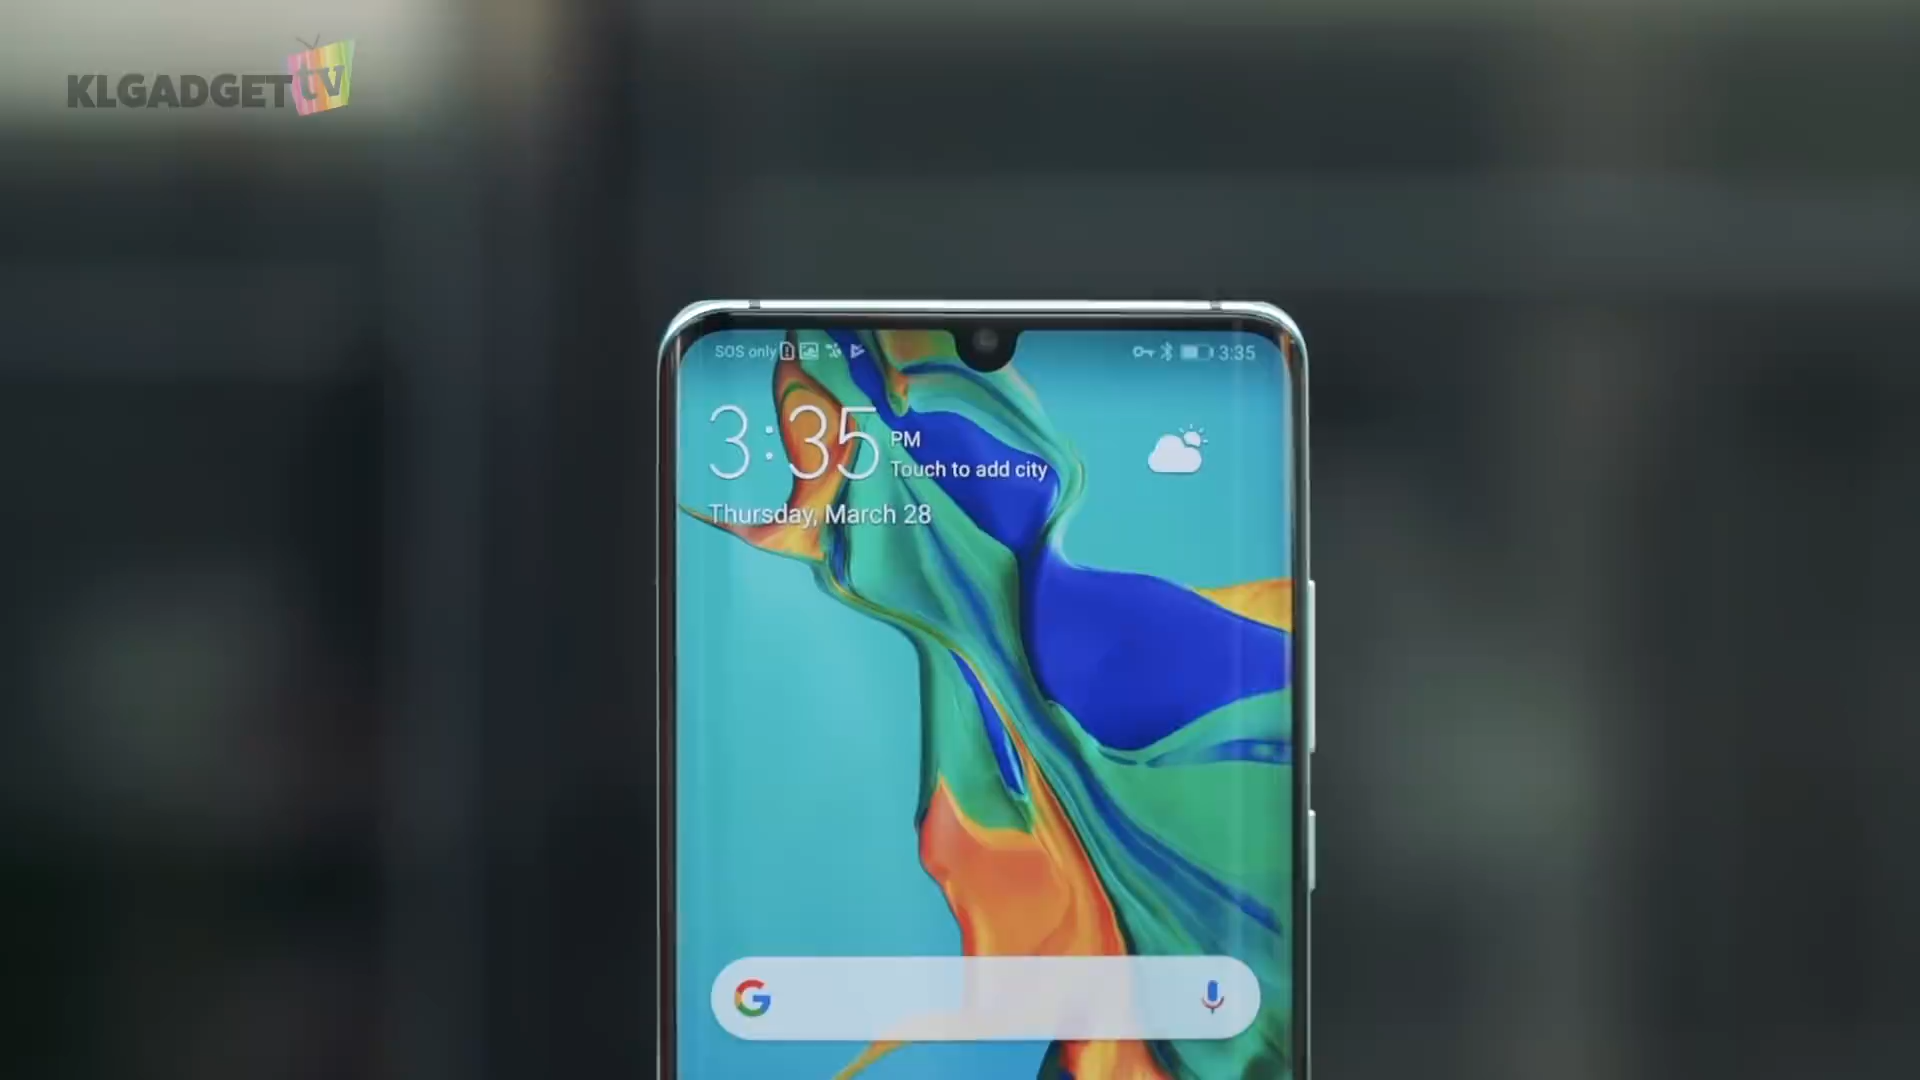 KLGADGET tv
SOS only 3:35
3:35 PM
Touch to add city
Thursday, March 28
G